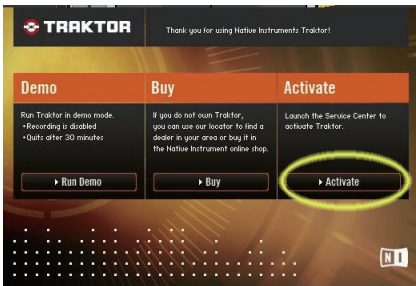 TRAKTOR
Thank you for using Native Instruments Traktor!
Demo
Run Traktor in demo mode.
•Recording is disabled
•Quits after 30 minutes
Run Demo
Buy
If you do not own Traktor,
you can use our locator to find a
dealer in your area or buy it in
the Native Instrument online shop.
Buy
Activate
Launch the Service Center to
activate Traktor.
Activate
NI